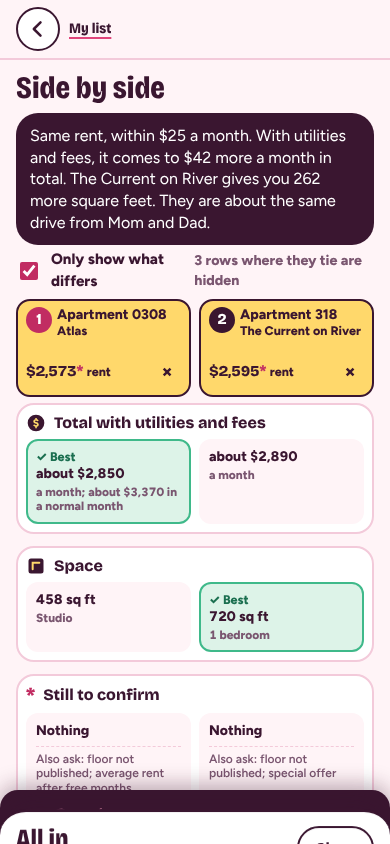 My list
Side by side
Same rent, within $25 a month. With utilities
and fees, it comes to $42 more a month in
total. The Current on River gives you 262
more square feet. They are about the same
drive from Mom and Dad.
Only show what
differs
3 rows where they tie are
hidden
1 Apartment 0308
Atlas
$2,573* rent ×
2 Apartment 318
The Current on River
$2,595* rent ×
$ Total with utilities and fees
✓ Best
about $2,850
a month; about $3,370 in
a normal month
about $2,890
a month
Space
458 sq ft
Studio
✓ Best
720 sq ft
1 bedroom
* Still to confirm
Nothing
Also ask: floor not
published; average rent
after free months
Nothing
Also ask: floor not
published; special offer
All in